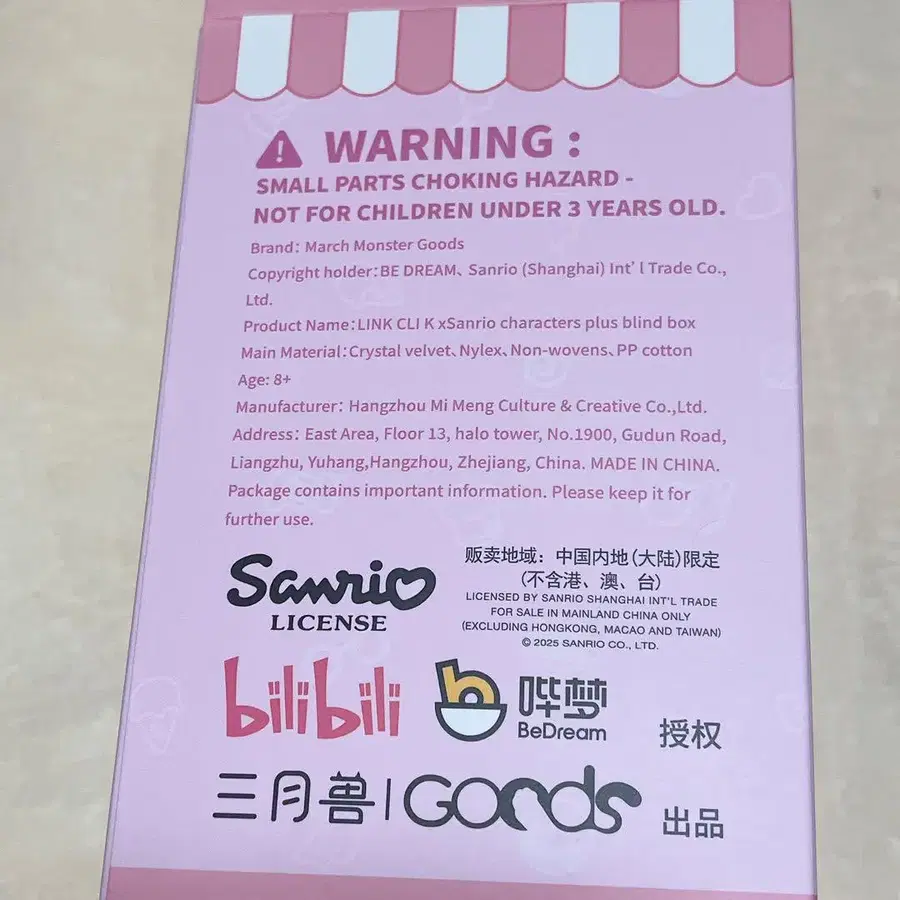 WARNING :
SMALL PARTS CHOKING HAZARD -
NOT FOR CHILDREN UNDER 3 YEARS OLD.
Brand: March Monster Goods
Copyright holder:BE DREAM、Sanrio (Shanghai) Int' l Trade Co.,
Ltd.
Product Name:LINK CLI K xSanrio characters plus blind box
Main Material:Crystal velvet、Nylex、Non-wovens、PP cotton
Age: 8+
Manufacturer: Hangzhou Mi Meng Culture & Creative Co.,Ltd.
Address: East Area, Floor 13, halo tower, No.1900, Gudun Road,
Liangzhu, Yuhang,Hangzhou, Zhejiang, China. MADE IN CHINA.
Package contains important information. Please keep it for
further use.
Sanrio
LICENSE
贩卖地域：中国内地(大陆)限定
(不含港、澳、台)
LICENSED BY SANRIO SHANGHAI INT'L TRADE
FOR SALE IN MAINLAND CHINA ONLY
(EXCLUDING HONGKONG, MACAO AND TAIWAN)
© 2025 SANRIO CO., LTD.
bilibili
哔梦
BeDream
授权
三月兽|Goods
出品